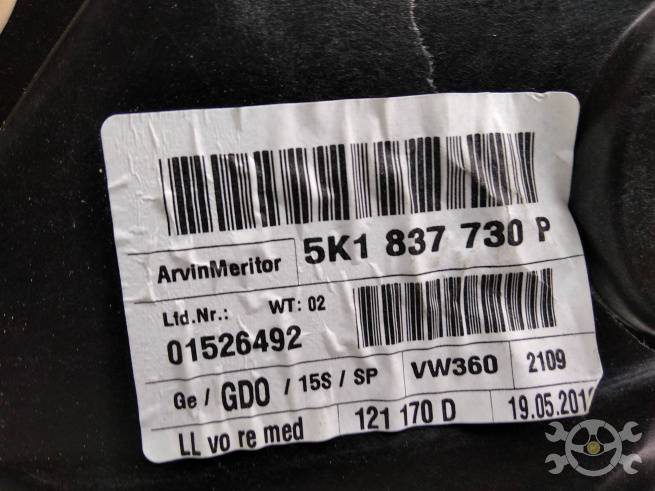 5K1 837 730 P
ArvinMeritor
Lfd.Nr.: WT: 02
01526492
Ge / GDO / 15S / SP VW360 2109
LL vo re med 121 170 D